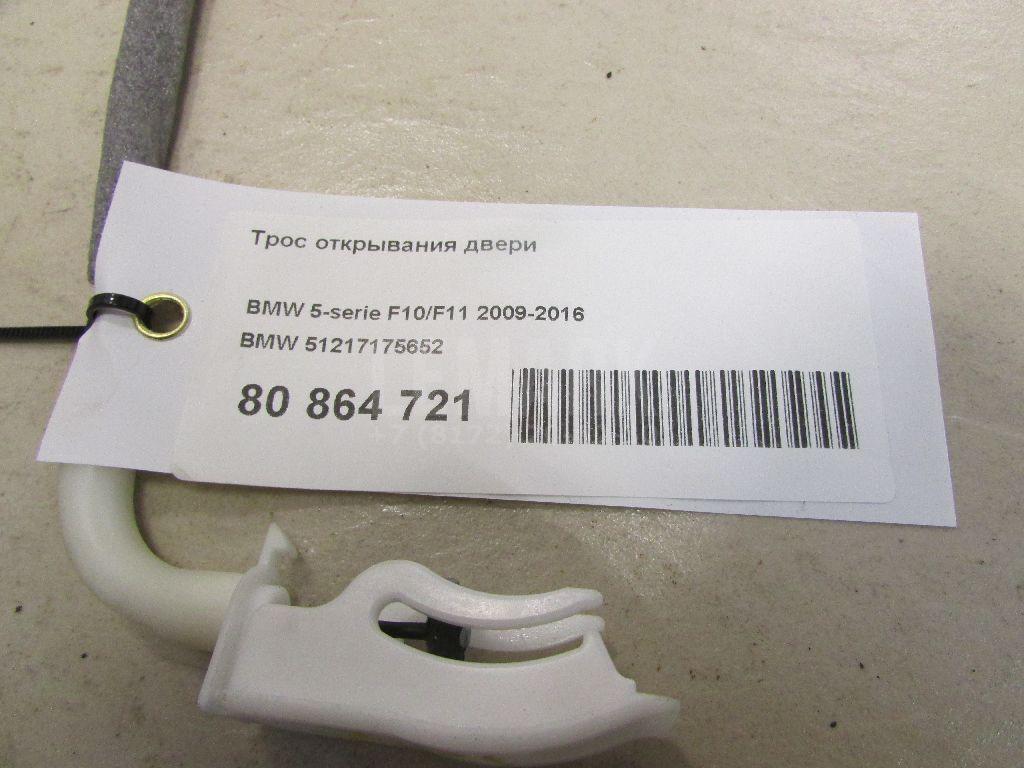 Трос открывания двери
BMW 5-serie F10/F11 2009-2016
BMW 51217175652
80 864 721